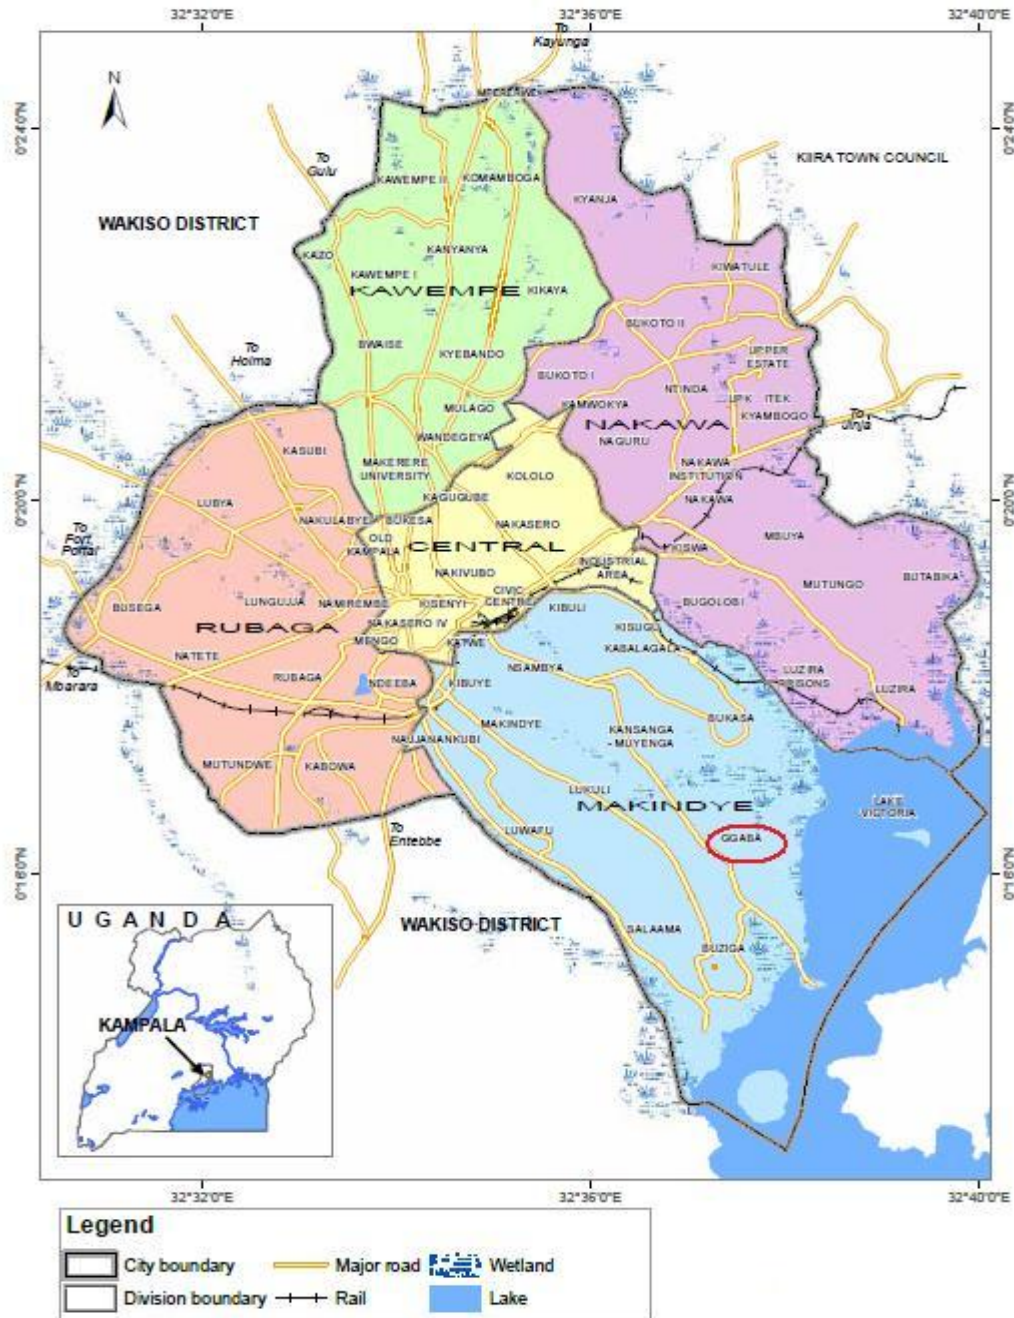 32°32'0"E
32°36'0"E
32°40'0"E
To
Kayunga
N
MPERERWE
0°24'0"N
0°24'0"N
To
Gulu
KIIRA TOWN COUNCIL
KAWEMPE II
KOMAMBOGA
KYANJA
WAKISO DISTRICT
KAZO
KANYANYA
KAWEMPE I
KIWATULE
KAWEMPE
KIKAYA
BUKOTO II
To
Hoima
BWAISE
KYEBANDO
UPPER
ESTATE
BUKOTO I
NTINDA
UPK
ITEK
MULAGO
KAMWOKYA
KYAMBOGO
To
Jinja
NAKAWA
WANDEGEYA
NAGURU
KASUBI
MAKERERE
UNIVERSITY
KOLOLO
NAKAWA
INSTITUTION
LUBYA
KAGUGUBE
NAKAWA
0°20'0"N
0°20'0"N
NAKULABYE
BUKESA
NAKASERO
To
Fort
Portal
OLD
KAMPALA
CENTRAL
KISWA
MBUYA
NAKIVUBO
INDUSTRIAL
AREA
MUTUNGO
BUTABIKA
BUSEGA
LUNGUJJA
NAMIREMBE
KISENYI
CIVIC
CENTRE
KIBULI
BUGOLOBI
RUBAGA
NAKASERO IV
KISUGU
NATETE
MENGO
KATWE
KABALAGALA
To
Mbarara
RUBAGA
NDEEBA
KIBUYE
NSAMBYA
LUZIRA
PRISONS
LUZIRA
MAKINDYE
BUKASA
NAJJANANKUBI
KANSANGA
- MUYENGA
MUTUNDWE
KABOWA
LUKULI
MAKINDYE
LAKE
VICTORIA
To
Entebbe
LUWAFU
GGABA
0°16'0"N
0°16'0"N
UGANDA
WAKISO DISTRICT
SALAAMA
BUZIGA
KAMPALA
32°32'0"E
32°36'0"E
32°40'0"E
Legend
City boundary
Major road
Wetland
Division boundary
Rail
Lake